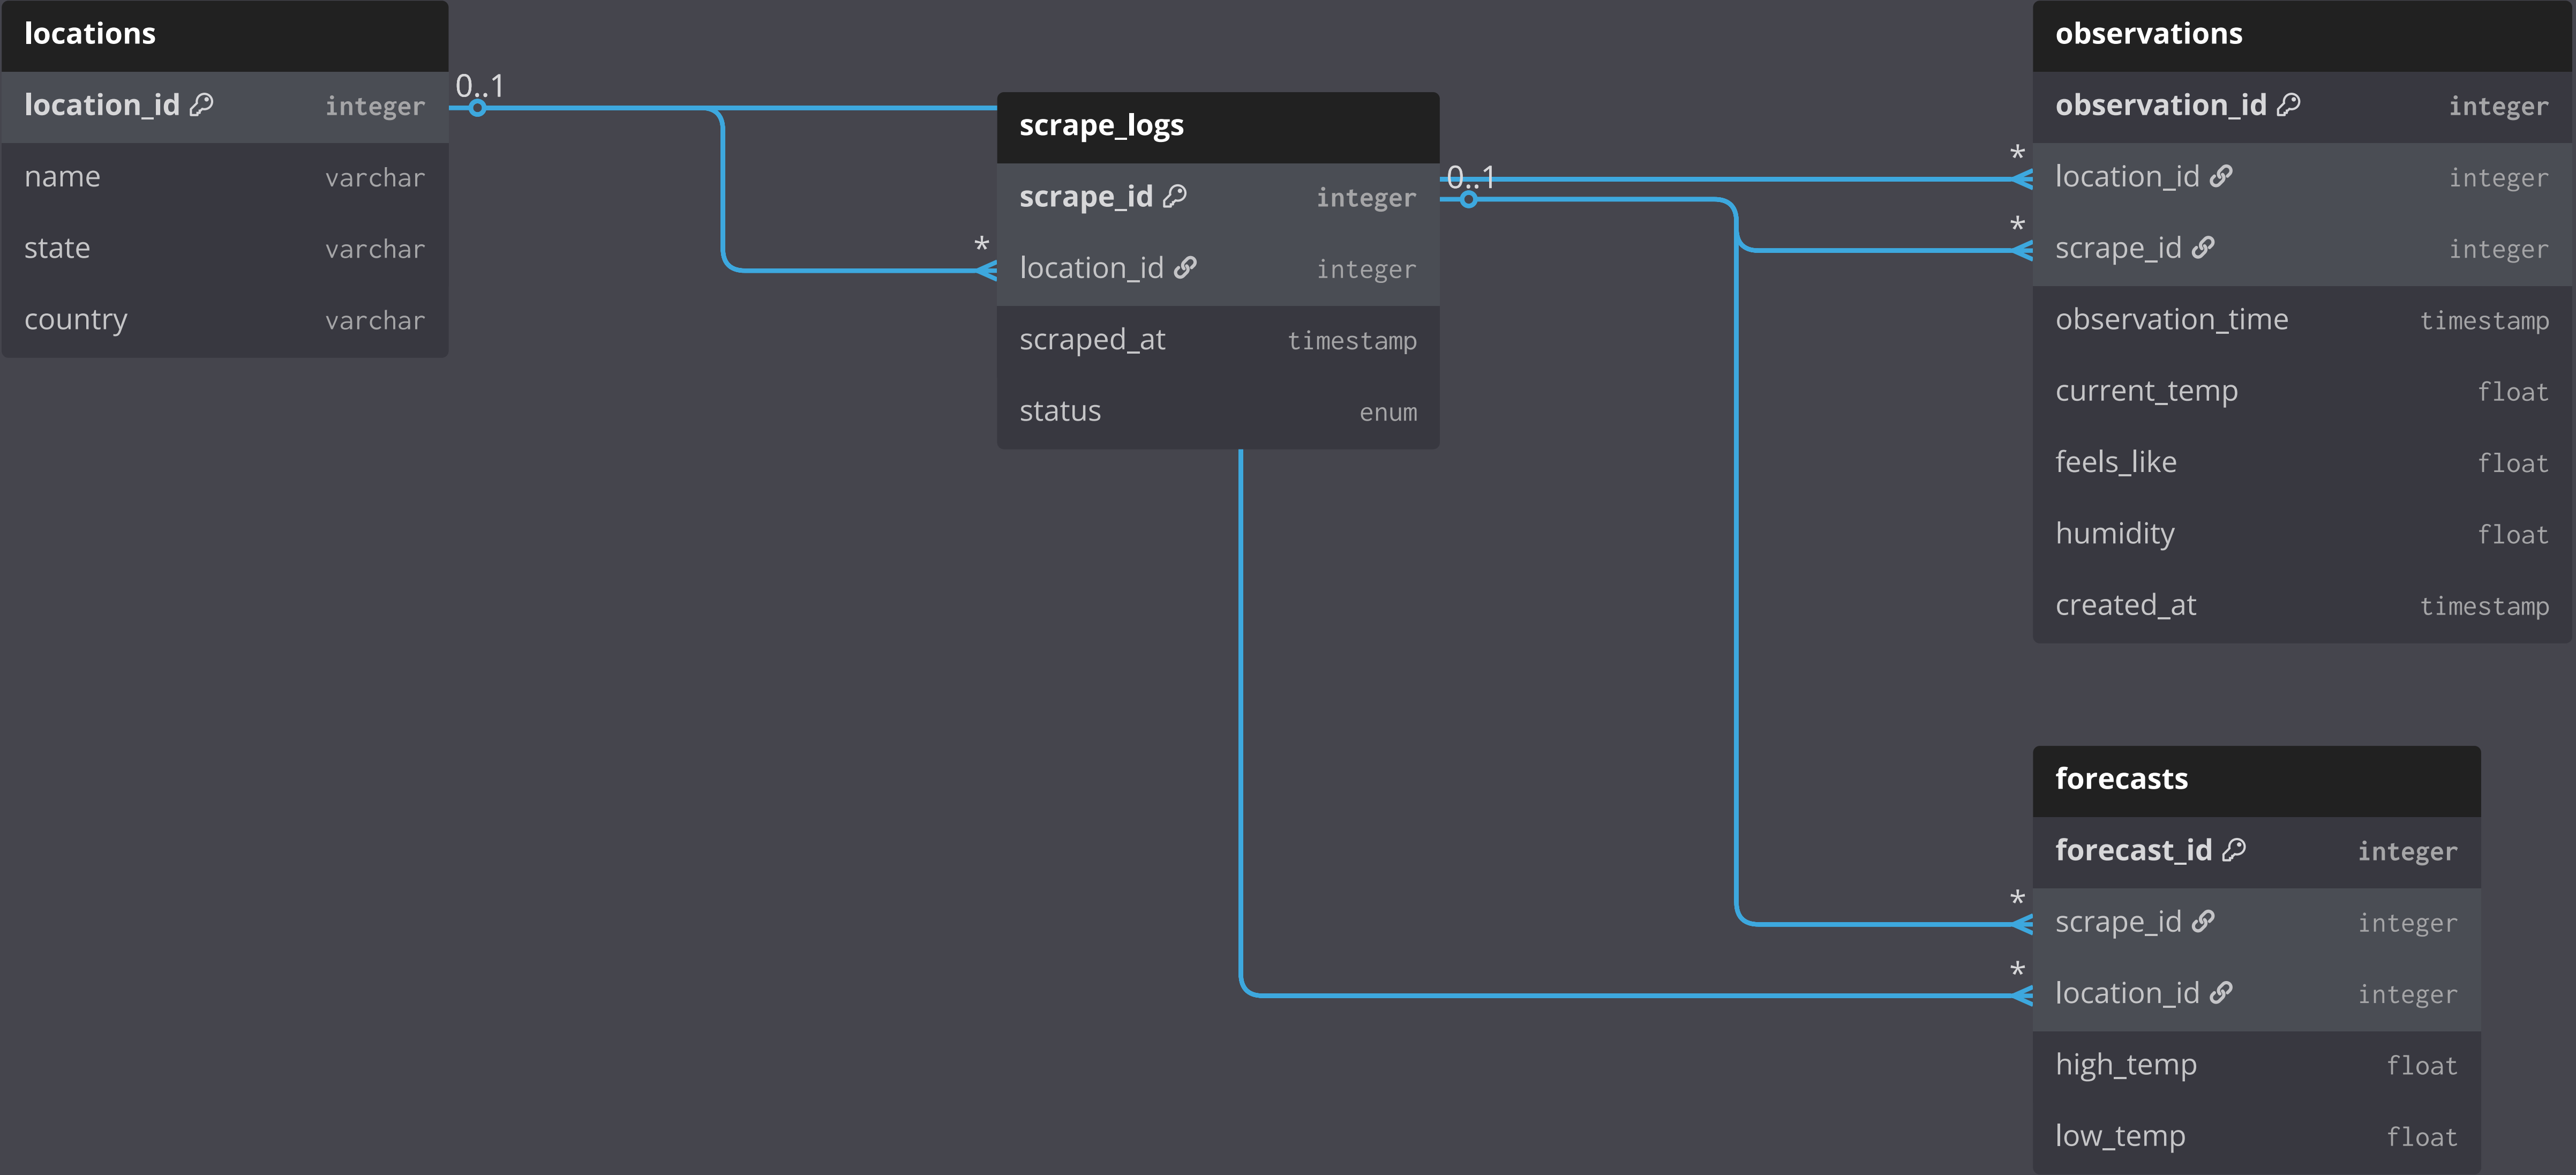 locations
location_id integer
name varchar
state varchar
country varchar
0..1
scrape_logs
scrape_id integer
* location_id integer
scraped_at timestamp
status enum
0..1
observations
observation_id integer
* location_id integer
* scrape_id integer
observation_time timestamp
current_temp float
feels_like float
humidity float
created_at timestamp
forecasts
forecast_id integer
* scrape_id integer
* location_id integer
high_temp float
low_temp float